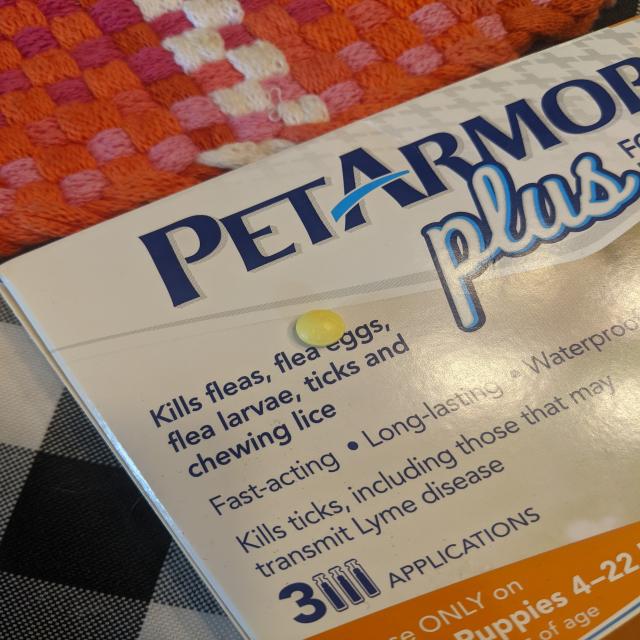 PETARMOR
plus
Kills fleas, flea eggs,
flea larvae, ticks and
chewing lice
Fast-acting • Long-lasting • Waterproo
Kills ticks, including those that may
transmit Lyme disease
3 APPLICATIONS
ONLY on
Puppies 4–22
of age